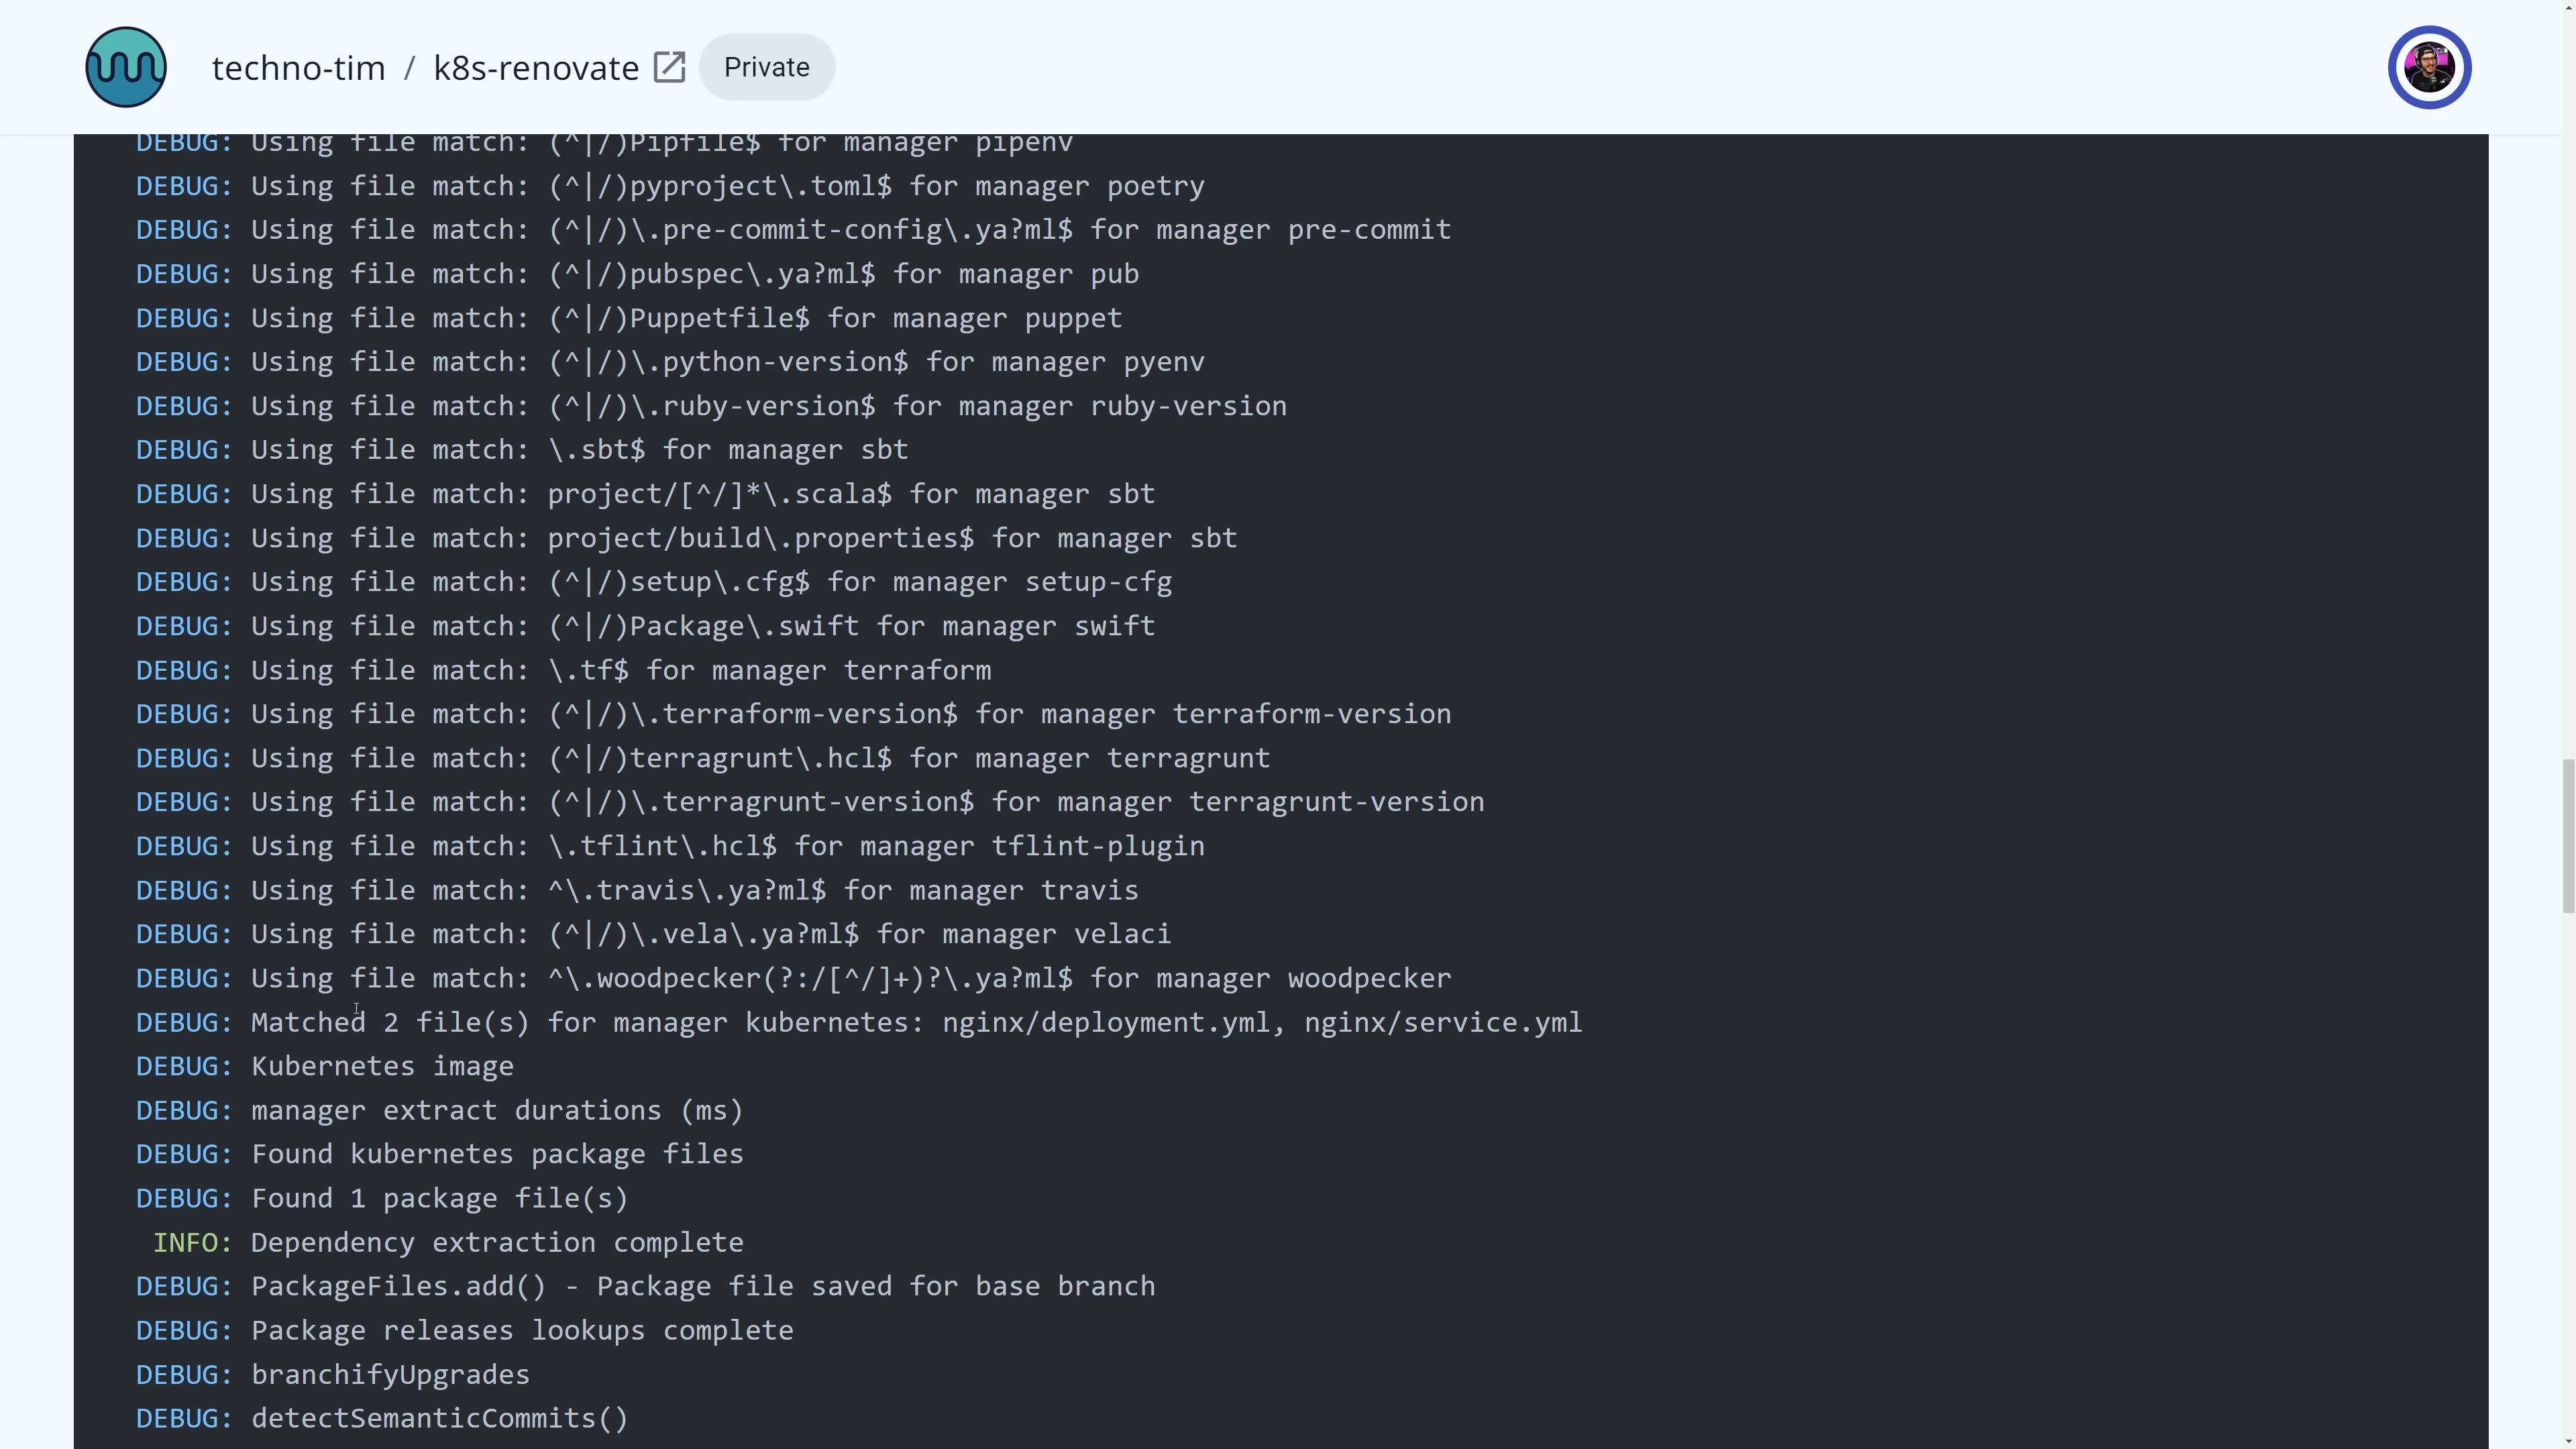 techno-tim / k8s-renovate Private
DEBUG: Using file match: (^|/)Pipfile$ for manager pipenv
DEBUG: Using file match: (^|/)pyproject\.toml$ for manager poetry
DEBUG: Using file match: (^|/)\.pre-commit-config\.ya?ml$ for manager pre-commit
DEBUG: Using file match: (^|/)pubspec\.ya?ml$ for manager pub
DEBUG: Using file match: (^|/)Puppetfile$ for manager puppet
DEBUG: Using file match: (^|/)\.python-version$ for manager pyenv
DEBUG: Using file match: (^|/)\.ruby-version$ for manager ruby-version
DEBUG: Using file match: \.sbt$ for manager sbt
DEBUG: Using file match: project/[^/]*\.scala$ for manager sbt
DEBUG: Using file match: project/build\.properties$ for manager sbt
DEBUG: Using file match: (^|/)setup\.cfg$ for manager setup-cfg
DEBUG: Using file match: (^|/)Package\.swift for manager swift
DEBUG: Using file match: \.tf$ for manager terraform
DEBUG: Using file match: (^|/)\.terraform-version$ for manager terraform-version
DEBUG: Using file match: (^|/)terragrunt\.hcl$ for manager terragrunt
DEBUG: Using file match: (^|/)\.terragrunt-version$ for manager terragrunt-version
DEBUG: Using file match: \.tflint\.hcl$ for manager tflint-plugin
DEBUG: Using file match: ^\.travis\.ya?ml$ for manager travis
DEBUG: Using file match: (^|/)\.vela\.ya?ml$ for manager velaci
DEBUG: Using file match: ^\.woodpecker(?:/[^/]+)?\.ya?ml$ for manager woodpecker
DEBUG: Matched 2 file(s) for manager kubernetes: nginx/deployment.yml, nginx/service.yml
DEBUG: Kubernetes image
DEBUG: manager extract durations (ms)
DEBUG: Found kubernetes package files
DEBUG: Found 1 package file(s)
INFO: Dependency extraction complete
DEBUG: PackageFiles.add() - Package file saved for base branch
DEBUG: Package releases lookups complete
DEBUG: branchifyUpgrades
DEBUG: detectSemanticCommits()